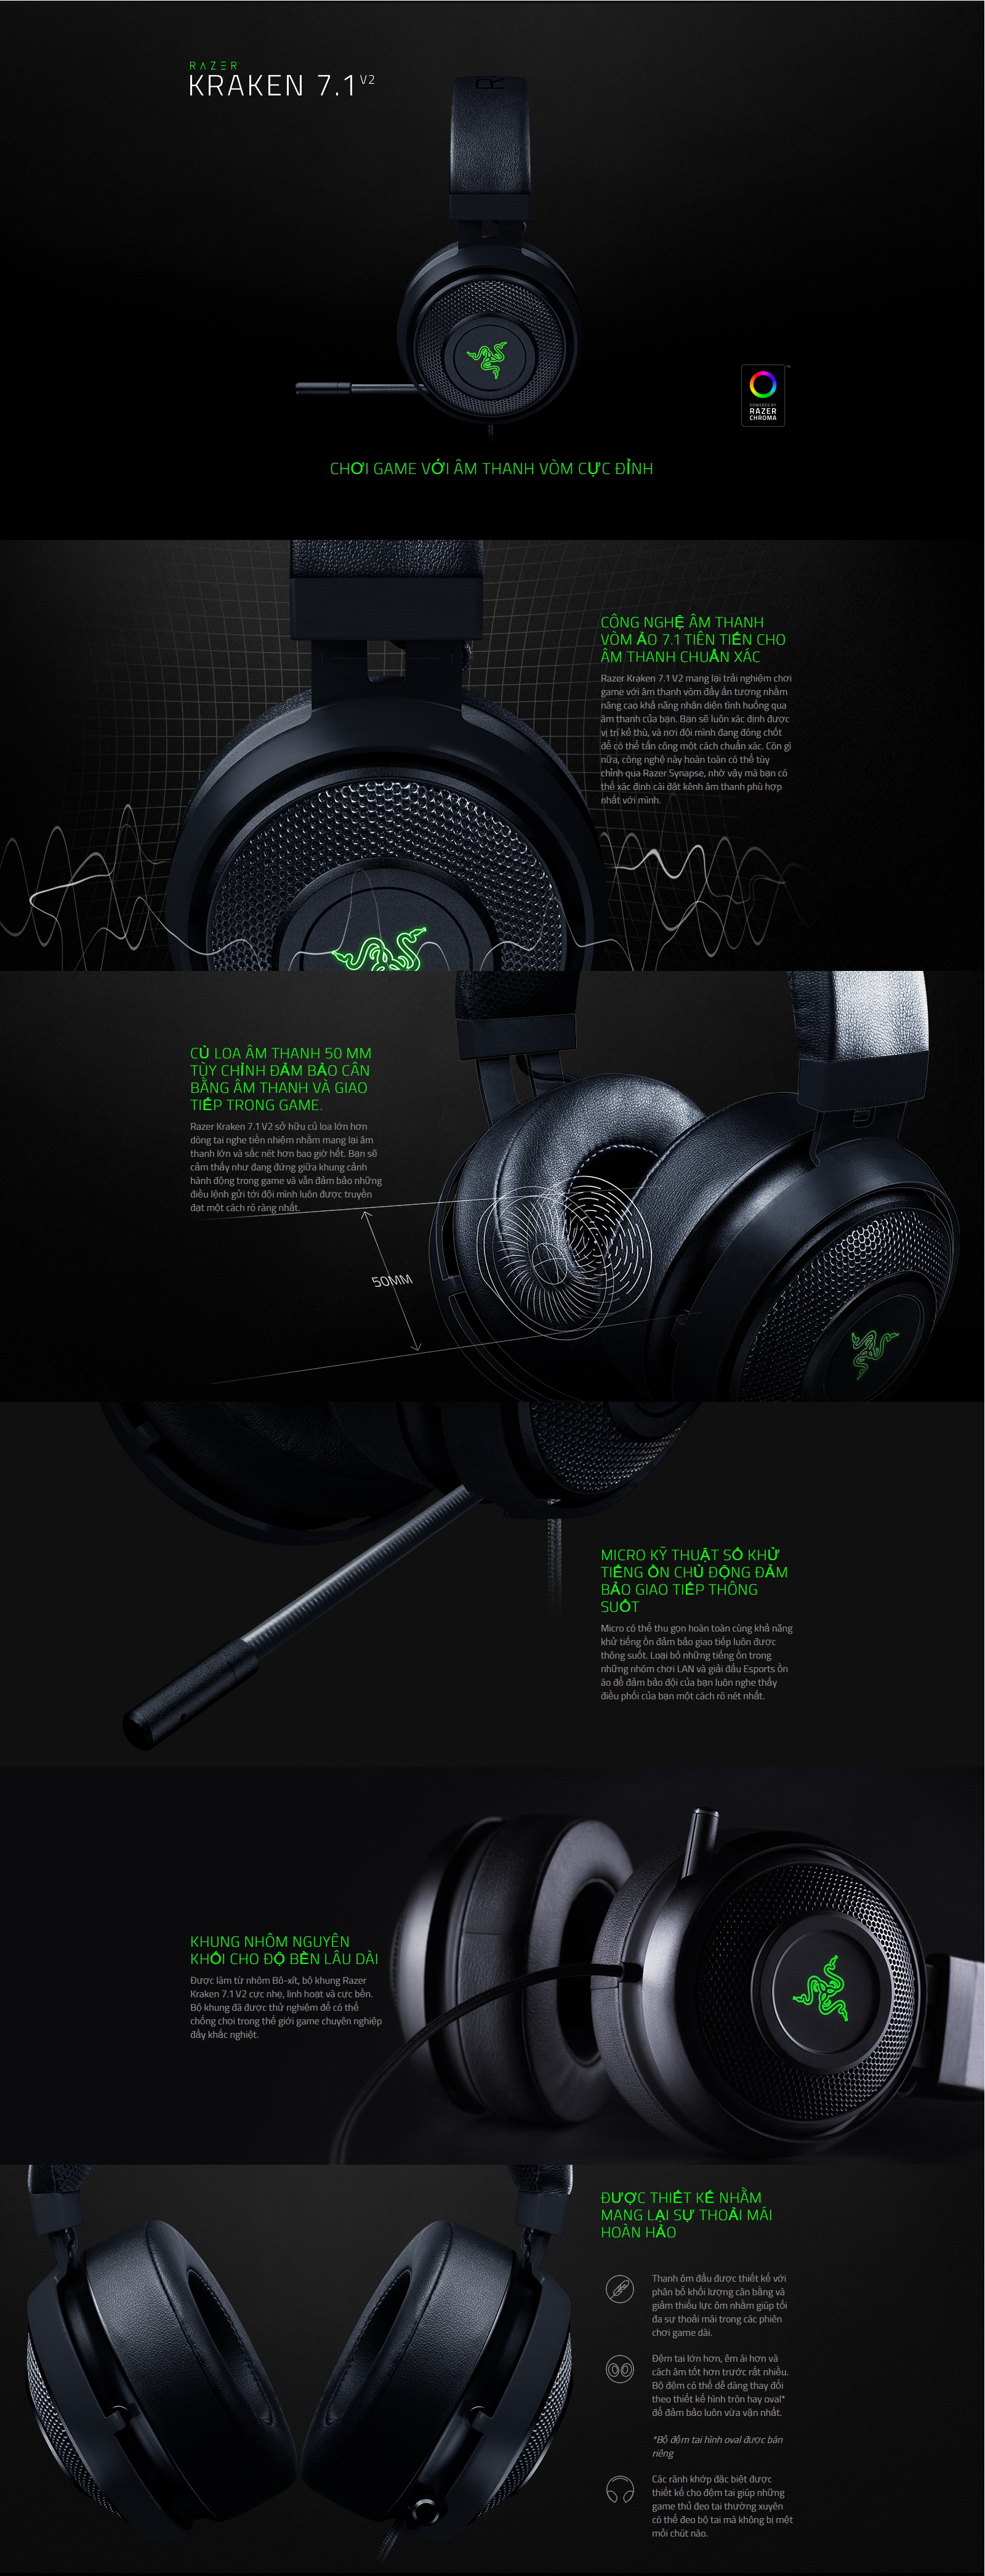 RAZER
KRAKEN 7.1 V2
TM
POWERED BY
RAZER
CHROMA
CHƠI GAME VỚI ÂM THANH VÒM CỰC ĐỈNH
CÔNG NGHỆ ÂM THANH
VÒM ẢO 7.1 TIÊN TIẾN CHO
ÂM THANH CHUẨN XÁC
Razer Kraken 7.1 V2 mang lại trải nghiệm chơi
game với âm thanh vòm đầy ấn tượng nhằm
nâng cao khả năng nhận diện tình huống qua
âm thanh của bạn. Bạn sẽ luôn xác định được
vị trí kẻ thù, và nơi đội mình đang đóng chốt
để có thể tấn công một cách chuẩn xác. Còn gì
nữa, công nghệ này hoàn toàn có thể tùy
chỉnh qua Razer Synapse, nhờ vậy mà bạn có
thể xác định cài đặt kênh âm thanh phù hợp
nhất với mình.
CỦ LOA ÂM THANH 50 MM
TÙY CHỈNH ĐẢM BẢO CÂN
BẰNG ÂM THANH VÀ GIAO
TIẾP TRONG GAME.
Razer Kraken 7.1 V2 sở hữu củ loa lớn hơn
dòng tai nghe tiền nhiệm nhằm mang lại âm
thanh lớn và sắc nét hơn bao giờ hết. Bạn sẽ
cảm thấy như đang đứng giữa khung cảnh
hành động trong game và vẫn đảm bảo những
điều lệnh gửi tới đội mình luôn được truyền
đạt một cách rõ ràng nhất.
50MM
MICRO KỸ THUẬT SỐ KHỬ
TIẾNG ỒN CHỦ ĐỘNG ĐẢM
BẢO GIAO TIẾP THÔNG
SUỐT
Micro có thể thu gọn hoàn toàn cùng khả năng
khử tiếng ồn đảm bảo giao tiếp luôn được
thông suốt. Loại bỏ những tiếng ồn trong
những nhóm chơi LAN và giải đấu Esports ồn
ào để đảm bảo đội của bạn luôn nghe thấy
điều phối của bạn một cách rõ nét nhất.
KHUNG NHÔM NGUYÊN
KHỐI CHO ĐỘ BỀN LÂU DÀI
Được làm từ nhôm Bô-xít, bộ khung Razer
Kraken 7.1 V2 cực nhẹ, linh hoạt và cực bền.
Bộ khung đã được thử nghiệm để có thể
chống chọi trong thế giới game chuyên nghiệp
đầy khắc nghiệt.
ĐƯỢC THIẾT KẾ NHẰM
MANG LẠI SỰ THOẢI MÁI
HOÀN HẢO
Thanh ôm đầu được thiết kế với
phân bố khối lượng cân bằng và
giảm thiểu lực ôm nhằm giúp tối
đa sự thoải mái trong các phiên
chơi game dài.
Đệm tai lớn hơn, êm ái hơn và
cách âm tốt hơn trước rất nhiều.
Bộ đệm có thể dễ dàng thay đổi
theo thiết kế hình tròn hay oval*
để đảm bảo luôn vừa vặn nhất.
*Bộ đệm tai hình oval được bán
riêng
Các rãnh khớp đặc biệt được
thiết kế cho đệm tai giúp những
game thủ đeo tai thường xuyên
có thể đeo bộ tai mà không bị mệt
mỏi chút nào.